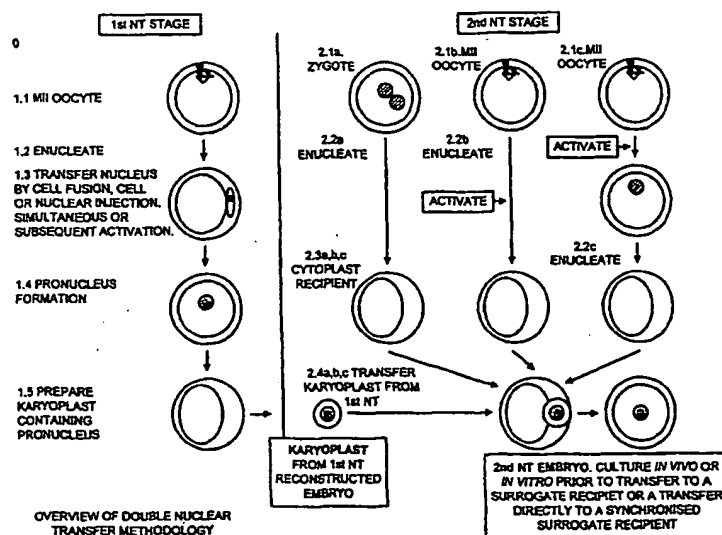 1st NT STAGE
2nd NT STAGE
0
1.1 MII OOCYTE
1.2 ENUCLEATE
1.3 TRANSFER NUCLEUS
BY CELL FUSION, CELL
OR NUCLEAR INJECTION.
SIMULTANEOUS OR
SUBSEQUENT ACTIVATION.
1.4 PRONUCLEUS
FORMATION
1.5 PREPARE
KARYOPLAST
CONTAINING
PRONUCLEUS
OVERVIEW OF DOUBLE NUCLEAR
TRANSFER METHODOLOGY
2.1a.
ZYGOTE
2.1b.MII
OOCYTE
2.1c.MII
OOCYTE
2.2a
ENUCLEATE
2.2b
ENUCLEATE
ACTIVATE
ACTIVATE
2.2c
ENUCLEATE
2.3a,b,c
CYTOPLAST
RECIPIENT
2.4a,b,c TRANSFER
KARYOPLAST FROM
1st NT
KARYOPLAST
FROM 1st NT
RECONSTRUCTED
EMBRYO
2nd NT EMBRYO. CULTURE IN VIVO OR
IN VITRO PRIOR TO TRANSFER TO A
SURROGATE RECIPIET OR A TRANSFER
DIRECTLY TO A SYNCHRONISED
SURROGATE RECIPIENT